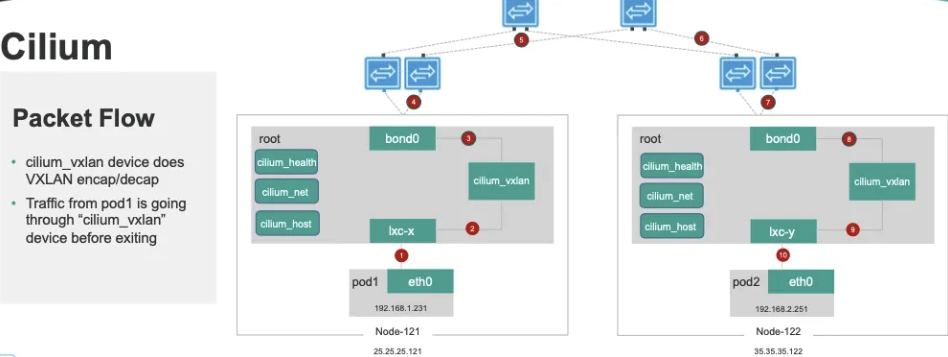 Cilium
Packet Flow
• cilium_vxlan device does
VXLAN encap/decap
• Traffic from pod1 is going
through “cilium_vxlan”
device before exiting
5
6
4
7
root
bond0
3
cilium_health
cilium_net
cilium_host
cilium_vxlan
lxc-x
2
1
pod1
eth0
192.168.1.231
Node-121
25.25.25.121
root
bond0
8
cilium_health
cilium_net
cilium_host
cilium_vxlan
lxc-y
9
10
pod2
eth0
192.168.2.251
Node-122
35.35.35.122